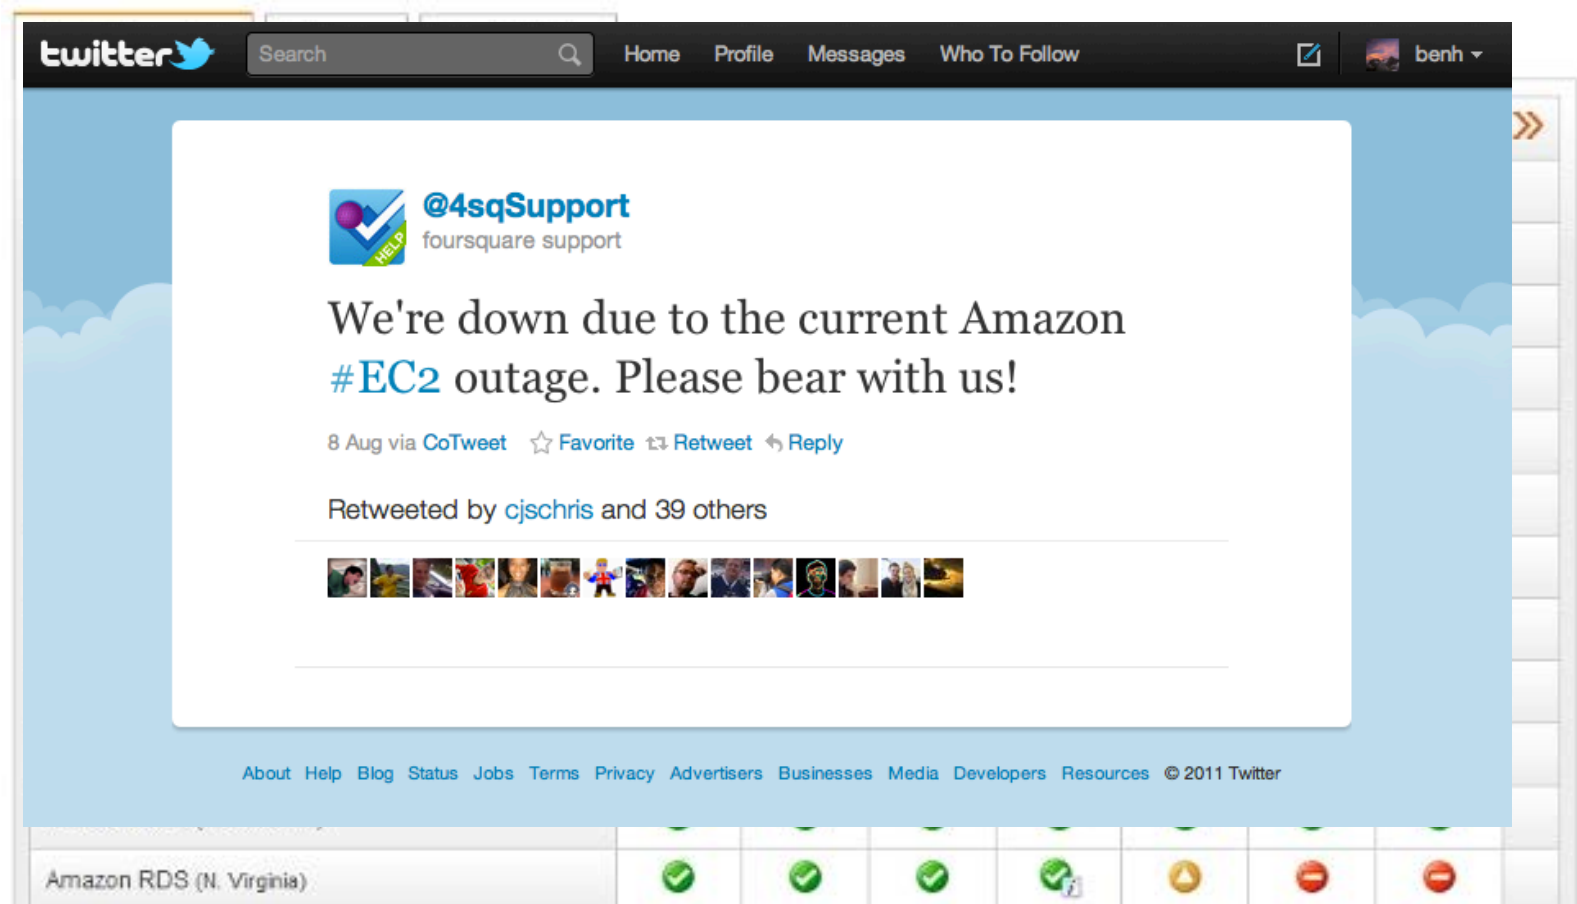 twitter
Search
Home Profile Messages Who To Follow
benh
@4sqSupport
foursquare support
HELP
We're down due to the current Amazon
#EC2 outage. Please bear with us!
8 Aug via CoTweet Favorite Retweet Reply
Retweeted by cjschris and 39 others
About Help Blog Status Jobs Terms Privacy Advertisers Businesses Media Developers Resources © 2011 Twitter
Amazon RDS (N. Virginia)